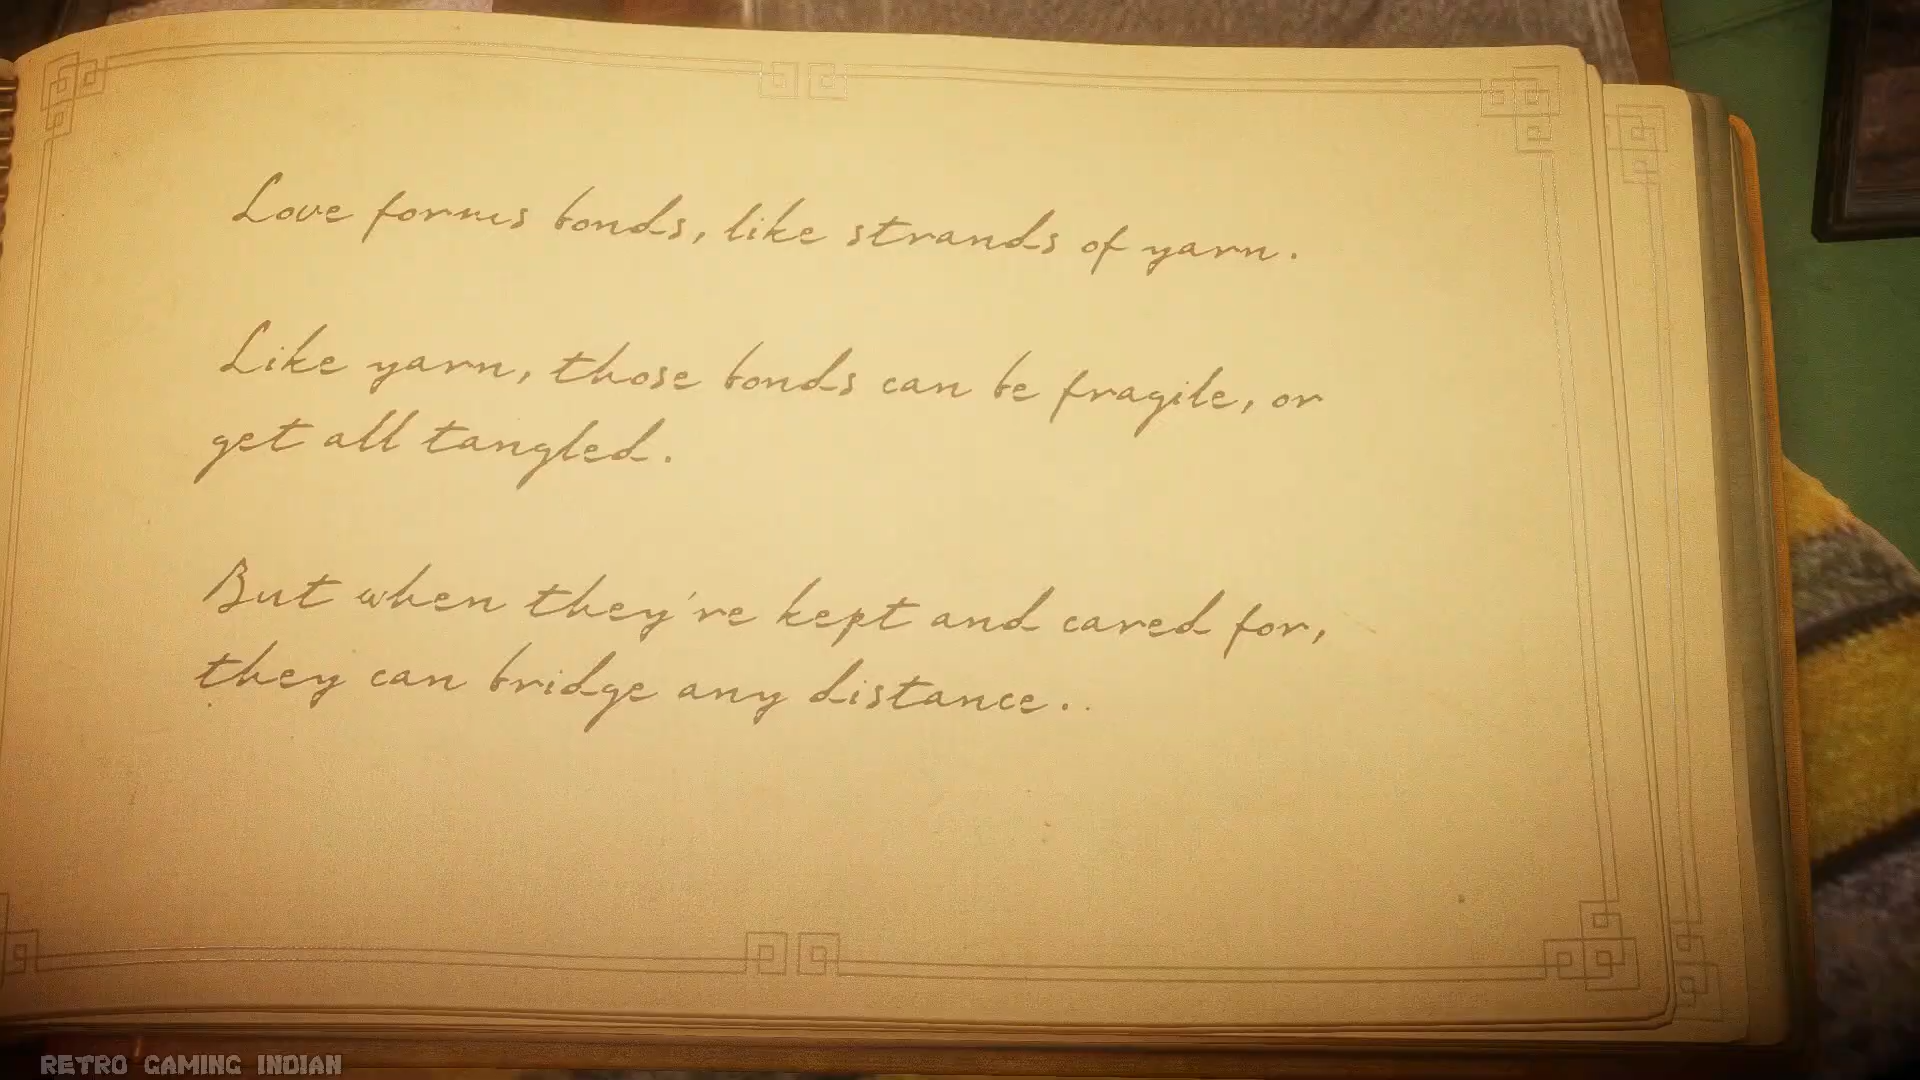 Love forms bonds, like strands of yarn.
Like yarn, those bonds can be fragile, or
get all tangled.
But when they're kept and cared for,
they can bridge any distance..
RETRO GAMING INDIAN